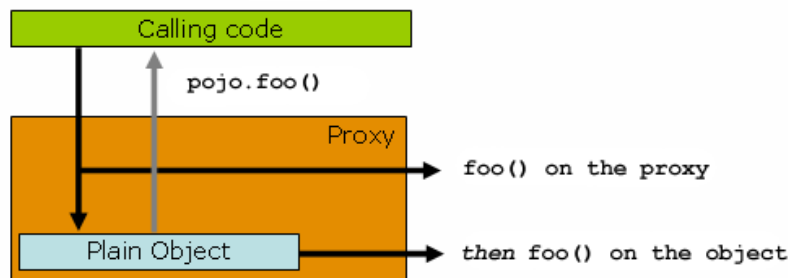 Calling code
pojo.foo()
Proxy
foo() on the proxy
Plain Object
then foo() on the object